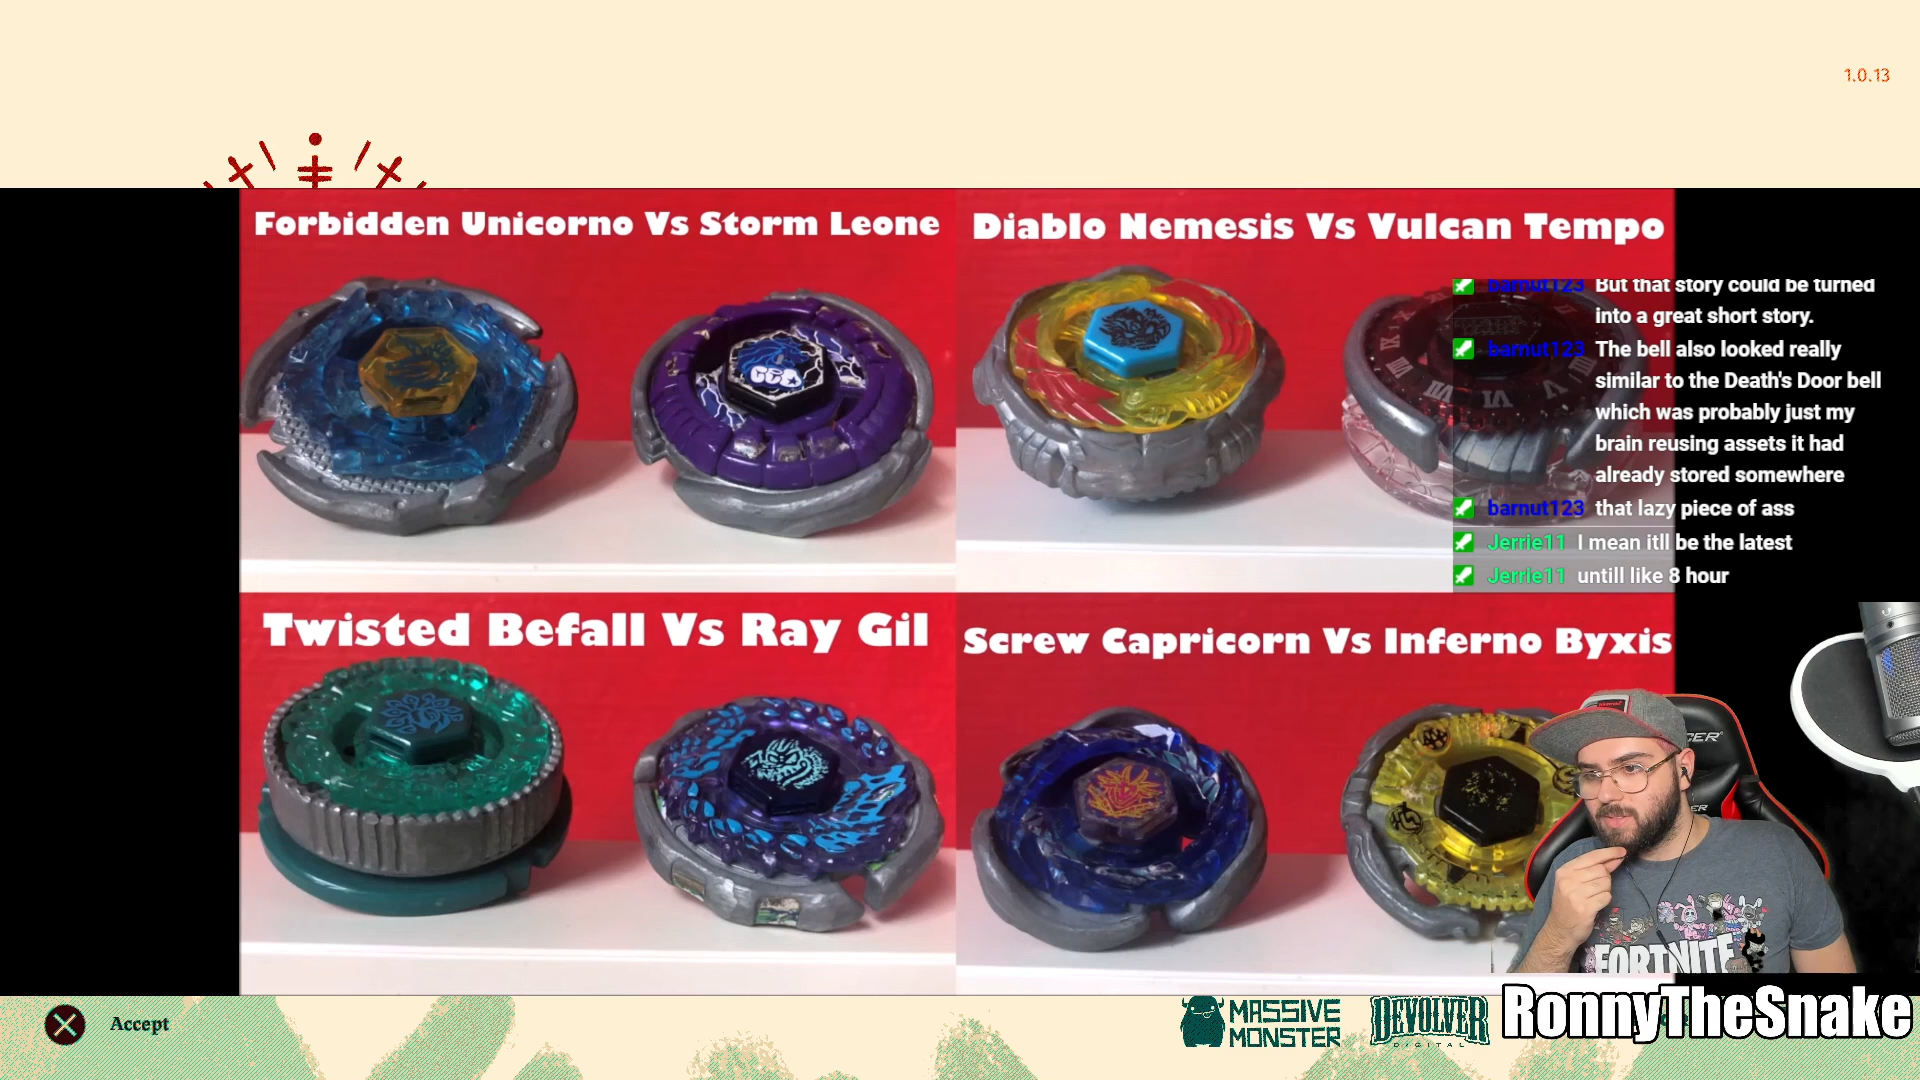 1.0.13
Forbidden Unicorno Vs Storm Leone
Diablo Nemesis Vs Vulcan Tempo
barnut123 But that story could be turned
into a great short story.
barnut123 The bell also looked really
similar to the Death's Door bell
which was probably just my
brain reusing assets it had
already stored somewhere
barnut123 that lazy piece of ass
Jerrie11 I mean itll be the latest
Jerrie11 untill like 8 hour
Twisted Befall Vs Ray Gil
Screw Capricorn Vs Inferno Byxis
FORTNITE
Accept
MASSIVE
MONSTER
DEVOLVER
DIGITAL
RonnyTheSnake